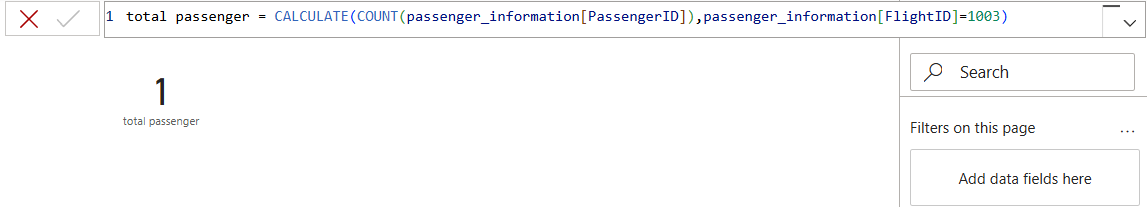 1 total passenger = CALCULATE(COUNT(passenger_information[PassengerID]),passenger_information[FlightID]=1003)
1
total passenger
Search
Filters on this page
...
Add data fields here